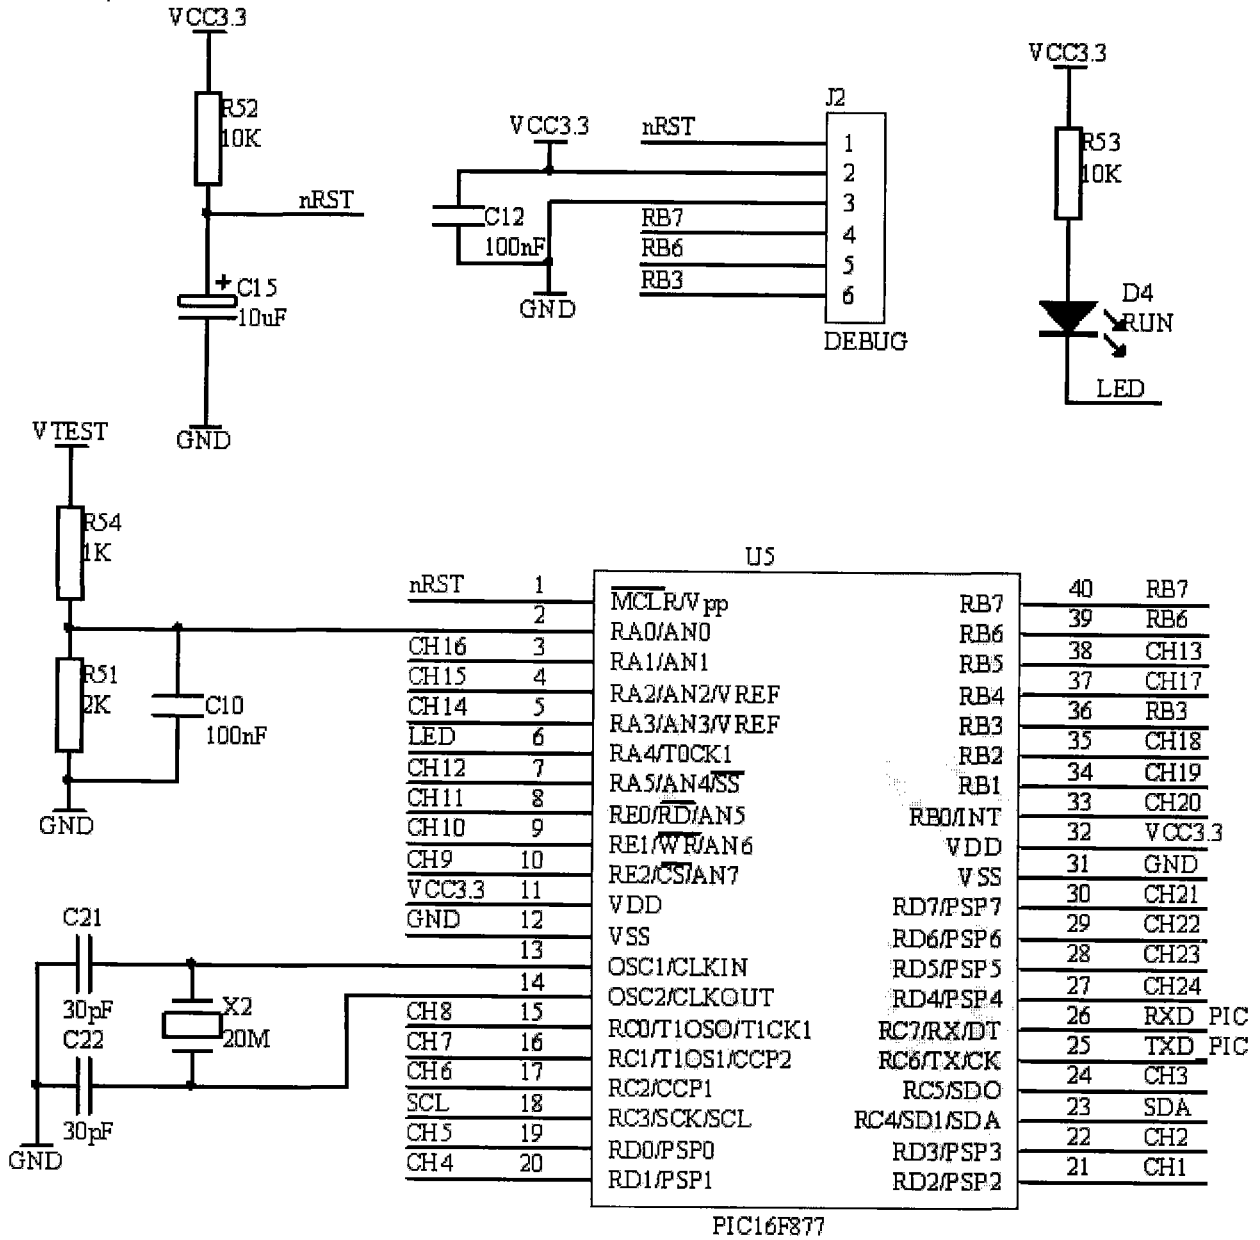 VCC3.3
R52
10K
nRST
C15
10uF
GND
VCC3.3
C12
100nF
GND
J2
nRST
1
2
3
RB7
4
RB6
5
RB3
6
DEBUG
VCC3.3
R53
10K
D4
RUN
LED
VTEST
R54
1K
R51
2K
C10
100nF
GND
C21
30pF
X2
20M
C22
30pF
GND
U5
nRST 1 MCLR/Vpp
2 RA0/AN0
CH16 3 RA1/AN1
CH15 4 RA2/AN2/VREF
CH14 5 RA3/AN3/VREF
LED 6 RA4/T0CK1
CH12 7 RA5/AN4/SS
CH11 8 RE0/RD/AN5
CH10 9 RE1/WR/AN6
CH9 10 RE2/CS/AN7
VCC3.3 11 VDD
GND 12 VSS
13 OSC1/CLKIN
14 OSC2/CLKOUT
CH8 15 RC0/T1OSO/T1CK1
CH7 16 RC1/T1OS1/CCP2
CH6 17 RC2/CCP1
SCL 18 RC3/SCK/SCL
CH5 19 RD0/PSP0
CH4 20 RD1/PSP1
RB7 40 RB7
RB6 39 RB6
RB5 38 CH13
RB4 37 CH17
RB3 36 RB3
RB2 35 CH18
RB1 34 CH19
RB0/INT 33 CH20
VDD 32 VCC3.3
VSS 31 GND
RD7/PSP7 30 CH21
RD6/PSP6 29 CH22
RD5/PSP5 28 CH23
RD4/PSP4 27 CH24
RC7/RX/DT 26 RXD_PIC
RC6/TX/CK 25 TXD_PIC
RC5/SDO 24 CH3
RC4/SD1/SDA 23 SDA
RD3/PSP3 22 CH2
RD2/PSP2 21 CH1
PIC16F877